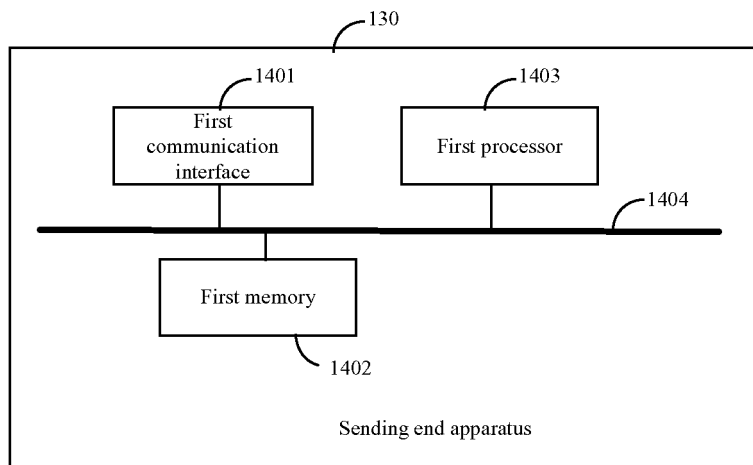 130
1401
1403
First
communication
interface
First processor
1404
First memory
1402
Sending end apparatus